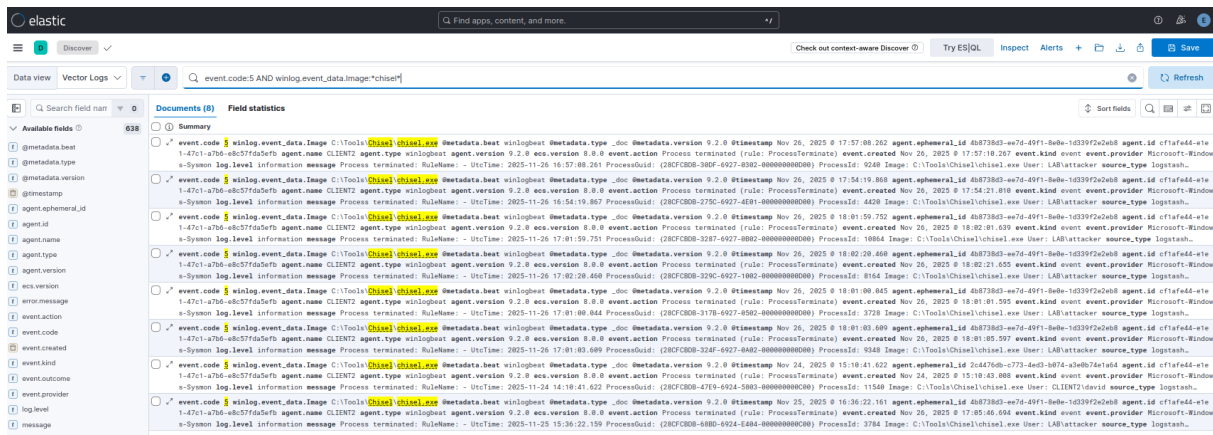 elastic
Find apps, content, and more.
*/
E
D
Discover
Check out context-aware Discover
Try ES|QL
Inspect
Alerts
Save
Data view
Vector Logs
event.code:5 AND winlog.event_data.Image:*chisel*
Refresh
Search field nam
0
Documents (8)
Field statistics
Sort fields
Available fields
638
Summary
@metadata.beat
@metadata.type
@metadata.version
@timestamp
agent.ephemeral_id
agent.id
agent.name
agent.type
agent.version
ecs.version
error.message
event.action
event.code
event.created
event.kind
event.outcome
event.provider
log.level
message
event.code 5 winlog.event_data.Image C:\Tools\Chisel\chisel.exe @metadata.beat winlogbeat @metadata.type _doc @metadata.version 9.2.0 @timestamp Nov 26, 2025 @ 17:57:08.262 agent.ephemeral_id 4b8738d3-ee7d-49f1-8e0e-1d339f2e2eb8 agent.id cf1afe44-e1e
1-47c1-a7b6-e8c57fda5efb agent.name CLIENT2 agent.type winlogbeat agent.version 9.2.0 ecs.version 8.0.0 event.action Process terminated (rule: ProcessTerminate) event.created Nov 26, 2025 @ 17:57:10.267 event.kind event event.provider Microsoft-Window
s-Sysmon log.level information message Process terminated: RuleName: - UtcTime: 2025-11-26 16:57:08.261 ProcessGuid: ProcessId: 9240 Image: C:\Tools\Chisel\chisel.exe User: LAB\attacker source_type logstash…
event.code 5 winlog.event_data.Image C:\Tools\Chisel\chisel.exe @metadata.beat winlogbeat @metadata.type _doc @metadata.version 9.2.0 @timestamp Nov 26, 2025 @ 17:54:19.868 agent.ephemeral_id 4b8738d3-ee7d-49f1-8e0e-1d339f2e2eb8 agent.id cf1afe44-e1e
1-47c1-a7b6-e8c57fda5efb agent.name CLIENT2 agent.type winlogbeat agent.version 9.2.0 ecs.version 8.0.0 event.action Process terminated (rule: ProcessTerminate) event.created Nov 26, 2025 @ 17:54:21.010 event.kind event event.provider Microsoft-Window
s-Sysmon log.level information message Process terminated: RuleName: - UtcTime: 2025-11-26 16:54:19.867 ProcessGuid: {28CFCBDB-275C-6927-4E01-000000000D00} ProcessId: 4420 Image: C:\Tools\Chisel\chisel.exe User: LAB\attacker source_type logstash…
event.code 5 winlog.event_data.Image C:\Tools\Chisel\chisel.exe @metadata.beat winlogbeat @metadata.type _doc @metadata.version 9.2.0 @timestamp Nov 26, 2025 @ 18:01:59.752 agent.ephemeral_id 4b8738d3-ee7d-49f1-8e0e-1d339f2e2eb8 agent.id cf1afe44-e1e
1-47c1-a7b6-e8c57fda5efb agent.name CLIENT2 agent.type winlogbeat agent.version 9.2.0 ecs.version 8.0.0 event.action Process terminated (rule: ProcessTerminate) event.created Nov 26, 2025 @ 18:02:01.639 event.kind event event.provider Microsoft-Window
s-Sysmon log.level information message Process terminated: RuleName: - UtcTime: 2025-11-26 17:01:59.751 ProcessGuid: {28CFCBDB-3287-6927-0B02-000000000D00} ProcessId: 10864 Image: C:\Tools\Chisel\chisel.exe User: LAB\attacker source_type logstash…
event.code 5 winlog.event_data.Image C:\Tools\Chisel\chisel.exe @metadata.beat winlogbeat @metadata.type _doc @metadata.version 9.2.0 @timestamp Nov 26, 2025 @ 18:02:20.460 agent.ephemeral_id 4b8738d3-ee7d-49f1-8e0e-1d339f2e2eb8 agent.id cf1afe44-e1e
1-47c1-a7b6-e8c57fda5efb agent.name CLIENT2 agent.type winlogbeat agent.version 9.2.0 ecs.version 8.0.0 event.action Process terminated (rule: ProcessTerminate) event.created Nov 26, 2025 @ 18:02:21.655 event.kind event event.provider Microsoft-Window
s-Sysmon log.level information message Process terminated: RuleName: - UtcTime: 2025-11-26 17:02:20.460 ProcessGuid: {28CFCBDB-329C-6927-1002-000000000D00} ProcessId: 8164 Image: C:\Tools\Chisel\chisel.exe User: LAB\attacker source_type logstash…
event.code 5 winlog.event_data.Image C:\Tools\Chisel\chisel.exe @metadata.beat winlogbeat @metadata.type _doc @metadata.version 9.2.0 @timestamp Nov 26, 2025 @ 18:01:00.045 agent.ephemeral_id 4b8738d3-ee7d-49f1-8e0e-1d339f2e2eb8 agent.id cf1afe44-e1e
1-47c1-a7b6-e8c57fda5efb agent.name CLIENT2 agent.type winlogbeat agent.version 9.2.0 ecs.version 8.0.0 event.action Process terminated (rule: ProcessTerminate) event.created Nov 26, 2025 @ 18:01:01.595 event.kind event event.provider Microsoft-Window
s-Sysmon log.level information message Process terminated: RuleName: - UtcTime: 2025-11-26 17:01:00.044 ProcessGuid: {28CFCBDB-317B-6927-0502-000000000D00} ProcessId: 3728 Image: C:\Tools\Chisel\chisel.exe User: LAB\attacker source_type logstash…
event.code 5 winlog.event_data.Image C:\Tools\Chisel\chisel.exe @metadata.beat winlogbeat @metadata.type _doc @metadata.version 9.2.0 @timestamp Nov 26, 2025 @ 18:01:03.609 agent.ephemeral_id 4b8738d3-ee7d-49f1-8e0e-1d339f2e2eb8 agent.id cf1afe44-e1e
1-47c1-a7b6-e8c57fda5efb agent.name CLIENT2 agent.type winlogbeat agent.version 9.2.0 ecs.version 8.0.0 event.action Process terminated (rule: ProcessTerminate) event.created Nov 26, 2025 @ 18:01:05.597 event.kind event event.provider Microsoft-Window
s-Sysmon log.level information message Process terminated: RuleName: - UtcTime: 2025-11-26 17:01:03.609 ProcessGuid: {28CFCBDB-324F-6927-0A02-000000000D00} ProcessId: 9348 Image: C:\Tools\Chisel\chisel.exe User: LAB\attacker source_type logstash…
event.code 5 winlog.event_data.Image C:\Tools\Chisel\chisel.exe @metadata.beat winlogbeat @metadata.type _doc @metadata.version 9.2.0 @timestamp Nov 24, 2025 @ 15:10:41.622 agent.ephemeral_id 2c4476db-c773-4ed3-b074-a3e0b74e1a64 agent.id cf1afe44-e1e
1-47c1-a7b6-e8c57fda5efb agent.name CLIENT2 agent.type winlogbeat agent.version 9.2.0 ecs.version 8.0.0 event.action Process terminated (rule: ProcessTerminate) event.created Nov 24, 2025 @ 15:10:43.008 event.kind event event.provider Microsoft-Window
s-Sysmon log.level information message Process terminated: RuleName: - UtcTime: 2025-11-24 14:10:41.622 ProcessGuid: {28CFCBDB-47E9-6924-5803-000000000C00} ProcessId: 11540 Image: C:\Tools\Chisel\chisel.exe User: CLIENT2\david source_type logstash…
event.code 5 winlog.event_data.Image C:\Tools\Chisel\chisel.exe @metadata.beat winlogbeat @metadata.type _doc @metadata.version 9.2.0 @timestamp Nov 25, 2025 @ 16:36:22.161 agent.ephemeral_id 4b8738d3-ee7d-49f1-8e0e-1d339f2e2eb8 agent.id cf1afe44-e1e
1-47c1-a7b6-e8c57fda5efb agent.name CLIENT2 agent.type winlogbeat agent.version 9.2.0 ecs.version 8.0.0 event.action Process terminated (rule: ProcessTerminate) event.created Nov 26, 2025 @ 17:05:46.694 event.kind event event.provider Microsoft-Window
s-Sysmon log.level information message Process terminated: RuleName: - UtcTime: 2025-11-25 15:36:22.159 ProcessGuid: {28CFCBDB-68BD-6924-E404-000000000C00} ProcessId: 3784 Image: C:\Tools\Chisel\chisel.exe User: LAB\attacker source_type logstash…